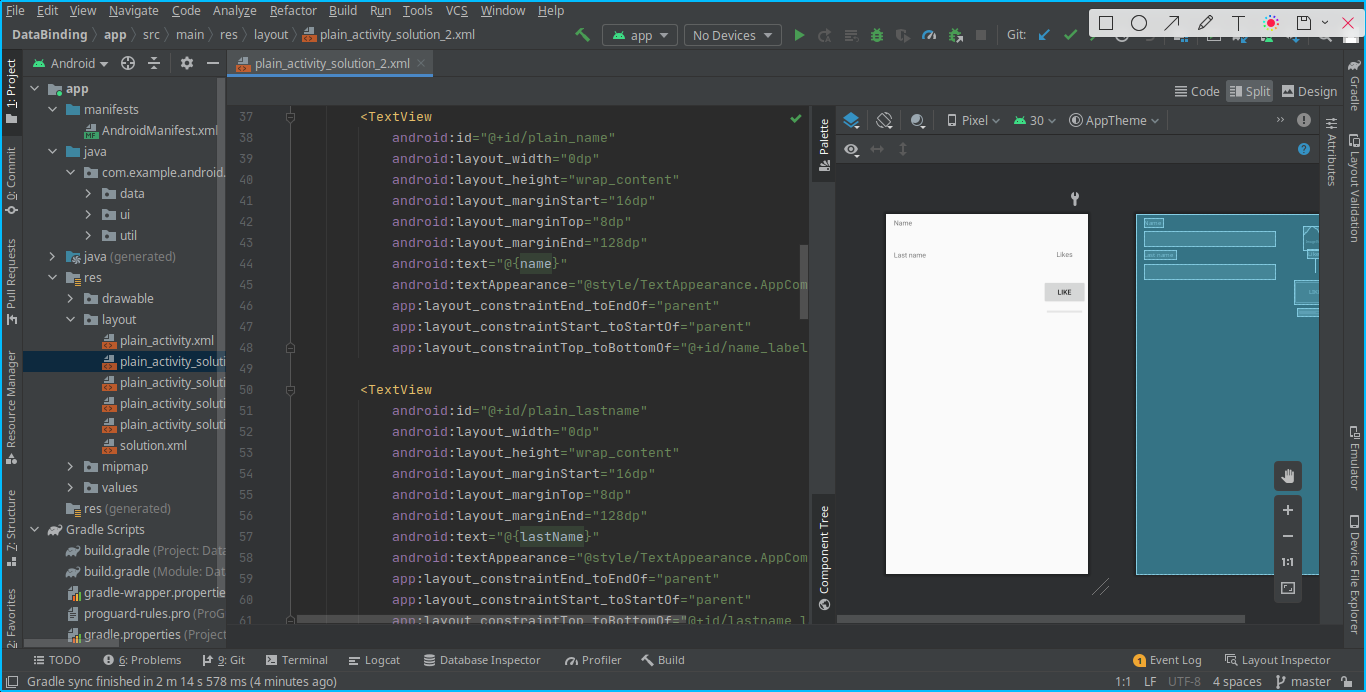 File Edit View Navigate Code Analyze Refactor Build Run Tools VCS Window Help
DataBinding app src main res layout plain_activity_solution_2.xml
app
No Devices
Git:
Android
plain_activity_solution_2.xml
Code
Split
Design
1: Project
0: Commit
Pull Requests
Resource Manager
7: Structure
2: Favorites
app
manifests
AndroidManifest.xml
java
com.example.android.
data
ui
util
java (generated)
res
drawable
layout
plain_activity.xml
plain_activity_soluti
plain_activity_soluti
plain_activity_soluti
plain_activity_soluti
solution.xml
mipmap
values
res (generated)
Gradle Scripts
build.gradle (Project: Data
build.gradle (Module: Dat
gradle-wrapper.propertie
proguard-rules.pro (ProG
gradle.properties (Project
37 <TextView
38 android:id="@+id/plain_name"
39 android:layout_width="0dp"
40 android:layout_height="wrap_content"
41 android:layout_marginStart="16dp"
42 android:layout_marginTop="8dp"
43 android:layout_marginEnd="128dp"
44 android:text="@{name}"
45 android:textAppearance="@style/TextAppearance.AppCom
46 app:layout_constraintEnd_toEndOf="parent"
47 app:layout_constraintStart_toStartOf="parent"
48 app:layout_constraintTop_toBottomOf="@+id/name_label
49
50 <TextView
51 android:id="@+id/plain_lastname"
52 android:layout_width="0dp"
53 android:layout_height="wrap_content"
54 android:layout_marginStart="16dp"
55 android:layout_marginTop="8dp"
56 android:layout_marginEnd="128dp"
57 android:text="@{lastName}"
58 android:textAppearance="@style/TextAppearance.AppCom
59 app:layout_constraintEnd_toEndOf="parent"
60 app:layout_constraintStart_toStartOf="parent"
61 app:layout_constraintTop_toBottomOf="@+id/lastname_l
Palette
Component Tree
Pixel
30
AppTheme
Name
Last name
Likes
LIKE
Name
Last name
1:1
Attributes
Gradle
Layout Validation
Emulator
Device File Explorer
TODO
6: Problems
9: Git
Terminal
Logcat
Database Inspector
Profiler
Build
1 Event Log
Layout Inspector
Gradle sync finished in 2 m 14 s 578 ms (4 minutes ago)
1:1 LF UTF-8 4 spaces master